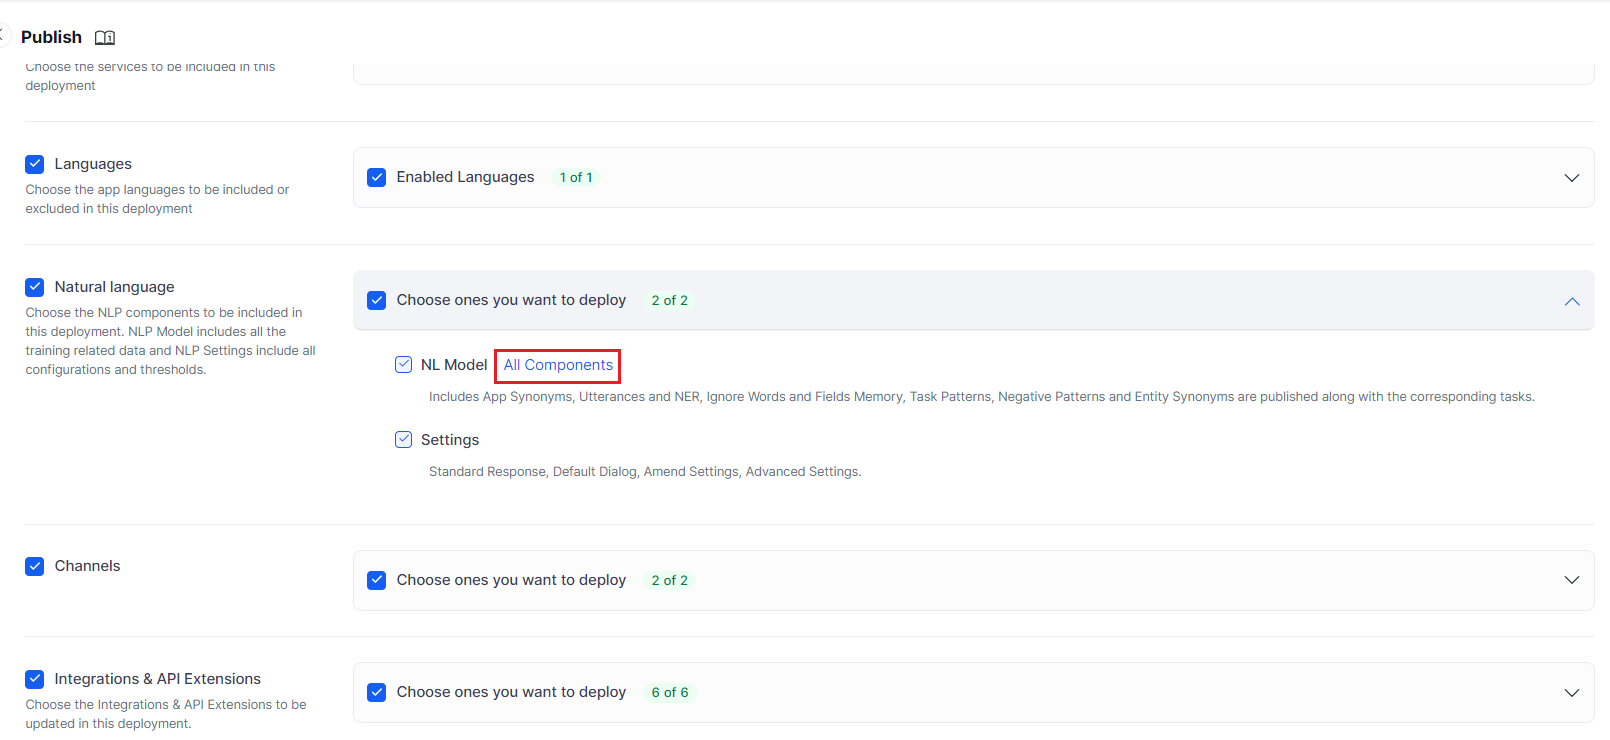 Publish
Choose the services to be included in this
deployment
Languages
Choose the app languages to be included or
excluded in this deployment
Enabled Languages 1 of 1
Natural language
Choose the NLP components to be included in
this deployment. NLP Model includes all the
training related data and NLP Settings include all
configurations and thresholds.
Choose ones you want to deploy 2 of 2
NL Model All Components
Includes App Synonyms, Utterances and NER, Ignore Words and Fields Memory, Task Patterns, Negative Patterns and Entity Synonyms are published along with the corresponding tasks.
Settings
Standard Response, Default Dialog, Amend Settings, Advanced Settings.
Channels
Choose ones you want to deploy 2 of 2
Integrations & API Extensions
Choose the Integrations & API Extensions to be
updated in this deployment.
Choose ones you want to deploy 6 of 6